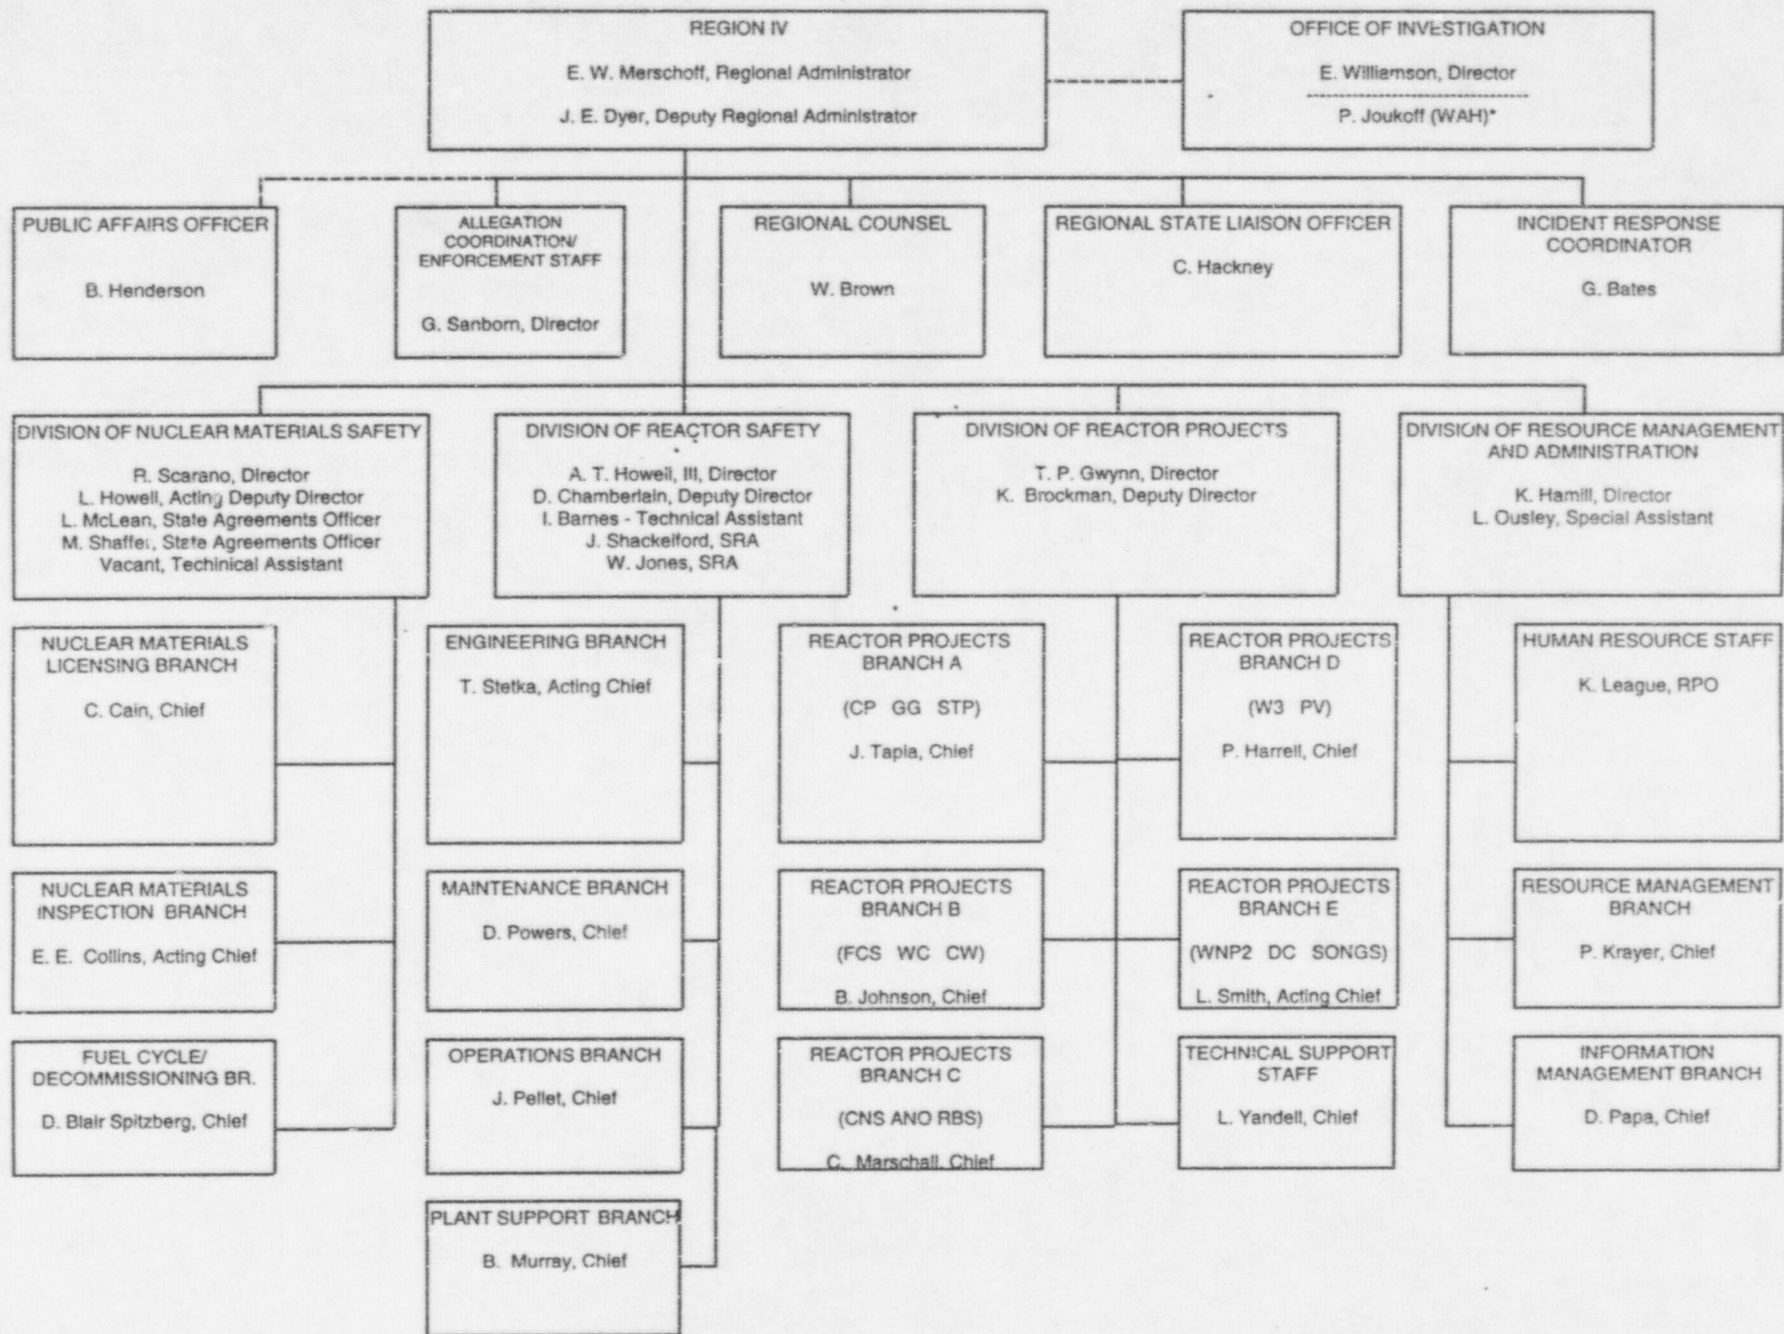 REGION IV
E. W. Merschoff, Regional Administrator
J. E. Dyer, Deputy Regional Administrator
OFFICE OF INVESTIGATION
E. Williamson, Director
P. Joukoff (WAH)*
PUBLIC AFFAIRS OFFICER
B. Henderson
ALLEGATION
COORDINATION/
ENFORCEMENT STAFF
G. Sanborn, Director
REGIONAL COUNSEL
W. Brown
REGIONAL STATE LIAISON OFFICER
C. Hackney
INCIDENT RESPONSE
COORDINATOR
G. Bates
DIVISION OF NUCLEAR MATERIALS SAFETY
R. Scarano, Director
L. Howell, Acting Deputy Director
L. McLean, State Agreements Officer
M. Shaffer, State Agreements Officer
Vacant, Techinical Assistant
DIVISION OF REACTOR SAFETY
A. T. Howell, III, Director
D. Chamberlain, Deputy Director
I. Barnes - Technical Assistant
J. Shackelford, SRA
W. Jones, SRA
DIVISION OF REACTOR PROJECTS
T. P. Gwynn, Director
K. Brockman, Deputy Director
DIVISION OF RESOURCE MANAGEMENT
AND ADMINISTRATION
K. Hamill, Director
L. Ousley, Special Assistant
NUCLEAR MATERIALS
LICENSING BRANCH
C. Cain, Chief
ENGINEERING BRANCH
T. Stetka, Acting Chief
REACTOR PROJECTS
BRANCH A
(CP GG STP)
J. Tapia, Chief
REACTOR PROJECTS
BRANCH D
(W3 PV)
P. Harrell, Chief
HUMAN RESOURCE STAFF
K. League, RPO
NUCLEAR MATERIALS
INSPECTION BRANCH
E. E. Collins, Acting Chief
MAINTENANCE BRANCH
D. Powers, Chief
REACTOR PROJECTS
BRANCH B
(FCS WC CW)
B. Johnson, Chief
REACTOR PROJECTS
BRANCH E
(WNP2 DC SONGS)
L. Smith, Acting Chief
RESOURCE MANAGEMENT
BRANCH
P. Krayer, Chief
FUEL CYCLE/
DECOMMISSIONING BR.
D. Blair Spitzberg, Chief
OPERATIONS BRANCH
J. Pellet, Chief
REACTOR PROJECTS
BRANCH C
(CNS ANO RBS)
C. Marschall, Chief
TECHNICAL SUPPORT
STAFF
L. Yandell, Chief
INFORMATION
MANAGEMENT BRANCH
D. Papa, Chief
PLANT SUPPORT BRANCH
B. Murray, Chief